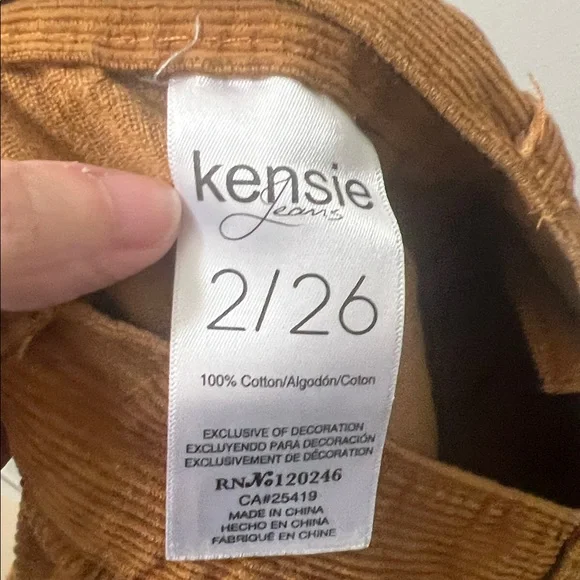 kensie
Jeans
2/26
100% Cotton/Algodón/Coton
EXCLUSIVE OF DECORATION
EXCLUYENDO PARA DECORACIÓN
EXCLUSIVEMENT DE DÉCORATION
RN№120246
CA#25419
MADE IN CHINA
HECHO EN CHINA
FABRIQUÉ EN CHINE